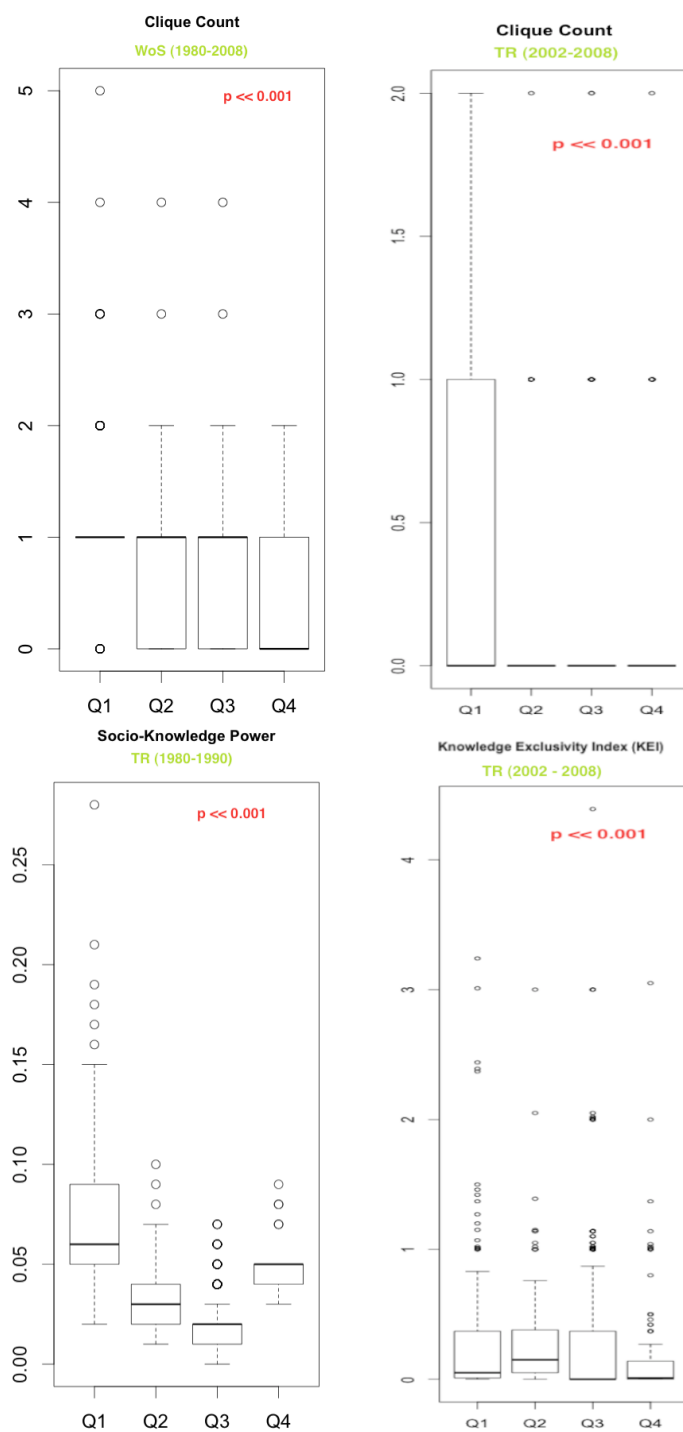 Clique Count
WoS (1980-2008)
p << 0.001
5
4
3
2
1
0
Q1 Q2 Q3 Q4
Clique Count
TR (2002-2008)
p << 0.001
2.0
1.5
1.0
0.5
0.0
Q1 Q2 Q3 Q4
Socio-Knowledge Power
TR (1980-1990)
p << 0.001
0.25
0.20
0.15
0.10
0.05
0.00
Q1 Q2 Q3 Q4
Knowledge Exclusivity Index (KEI)
TR (2002 - 2008)
p << 0.001
4
3
2
1
0
Q1 Q2 Q3 Q4